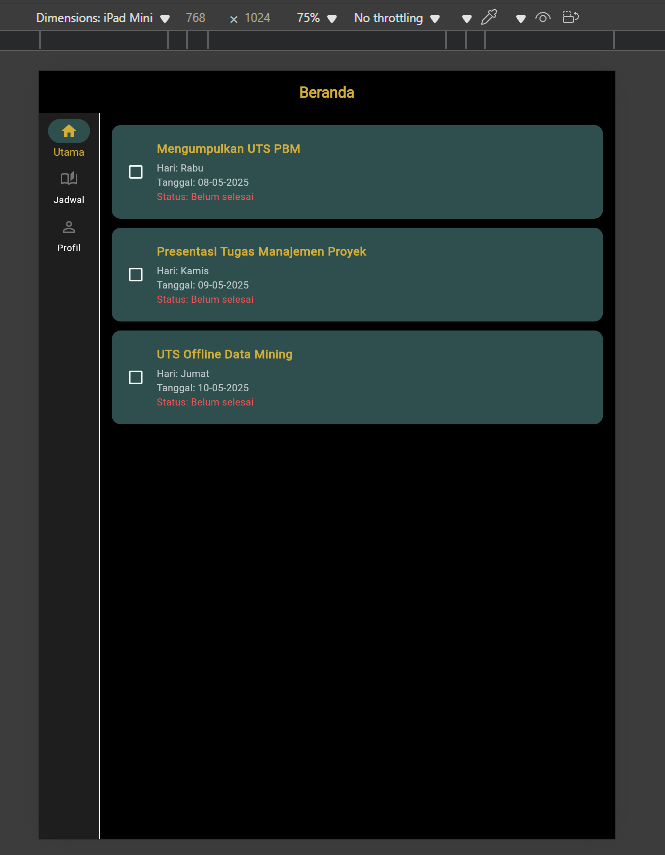 Dimensions: iPad Mini 768 × 1024 75% No throttling
Beranda
Utama
Jadwal
Profil
Mengumpulkan UTS PBM
Hari: Rabu
Tanggal: 08-05-2025
Status: Belum selesai
Presentasi Tugas Manajemen Proyek
Hari: Kamis
Tanggal: 09-05-2025
Status: Belum selesai
UTS Offline Data Mining
Hari: Jumat
Tanggal: 10-05-2025
Status: Belum selesai